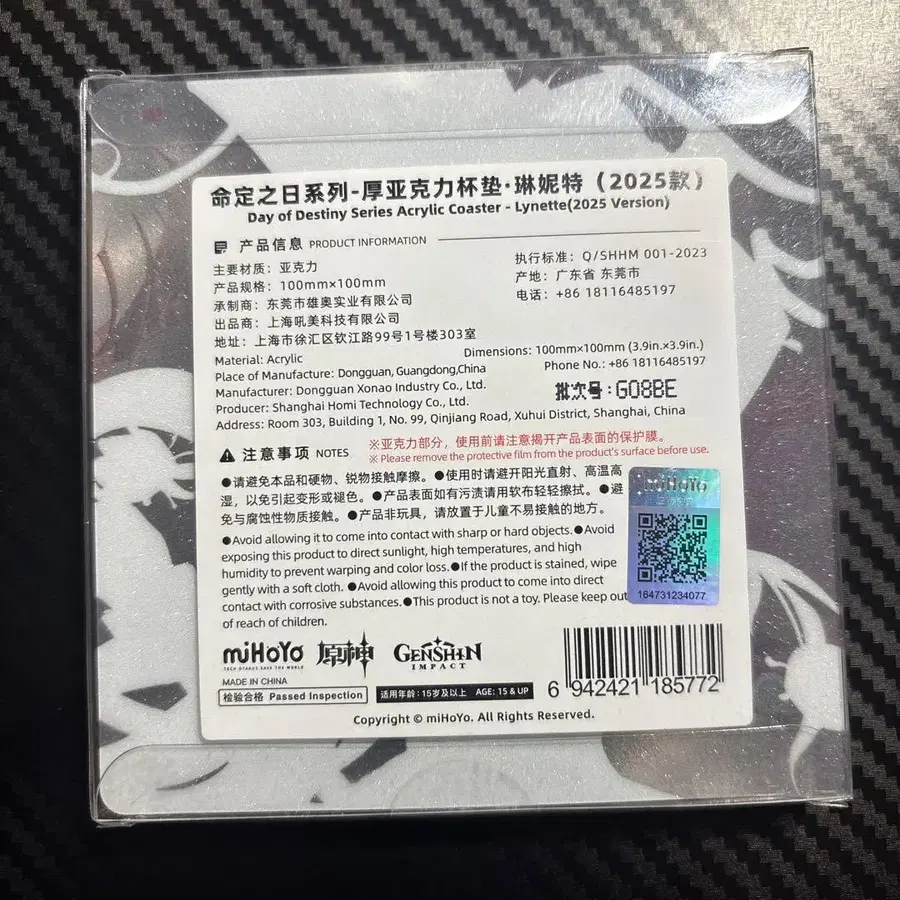 命定之日系列-厚亚克力杯垫·琳妮特（2025款）
Day of Destiny Series Acrylic Coaster - Lynette(2025 Version)
产品信息 PRODUCT INFORMATION
主要材质：亚克力
执行标准：Q/SHHM 001-2023
产品规格：100mm×100mm
产地：广东省 东莞市
承制商：东莞市雄奥实业有限公司
电话：+86 18116485197
出品商：上海吼美科技有限公司
地址：上海市徐汇区钦江路99号1号楼303室
Material: Acrylic
Dimensions: 100mm×100mm (3.9in.×3.9in.)
Place of Manufacture: Dongguan, Guangdong,China
Phone No.: +86 18116485197
Manufacturer: Dongguan Xonao Industry Co., Ltd.
批次号：G08BE
Producer: Shanghai Homi Technology Co., Ltd.
Address: Room 303, Building 1, No. 99, Qinjiang Road, Xuhui District, Shanghai, China
注意事项 NOTES
※亚克力部分，使用前请注意揭开产品表面的保护膜。
※ Please remove the protective film from the product's surface before use.
●请避免本品和硬物、锐物接触摩擦。●使用时请避开阳光直射、高温高
湿，以免引起变形或褪色。●产品表面如有污渍请用软布轻轻擦拭。●避
免与腐蚀性物质接触。●产品非玩具，请放置于儿童不易接触的地方。
●Avoid allowing it to come into contact with sharp or hard objects.●Avoid
exposing this product to direct sunlight, high temperatures, and high
humidity to prevent warping and color loss.●If the product is stained, wipe
gently with a soft cloth. ●Avoid allowing this product to come into direct
contact with corrosive substances.●This product is not a toy. Please keep out
of reach of children.
miHoYo
164731234077
miHoYo
TECH OTAKUS SAVE THE WORLD
原神
GENSHIN
IMPACT
MADE IN CHINA
检验合格 Passed Inspection
适用年龄：15岁及以上 AGE: 15 & UP
6 942421 185772
Copyright © miHoYo. All Rights Reserved.